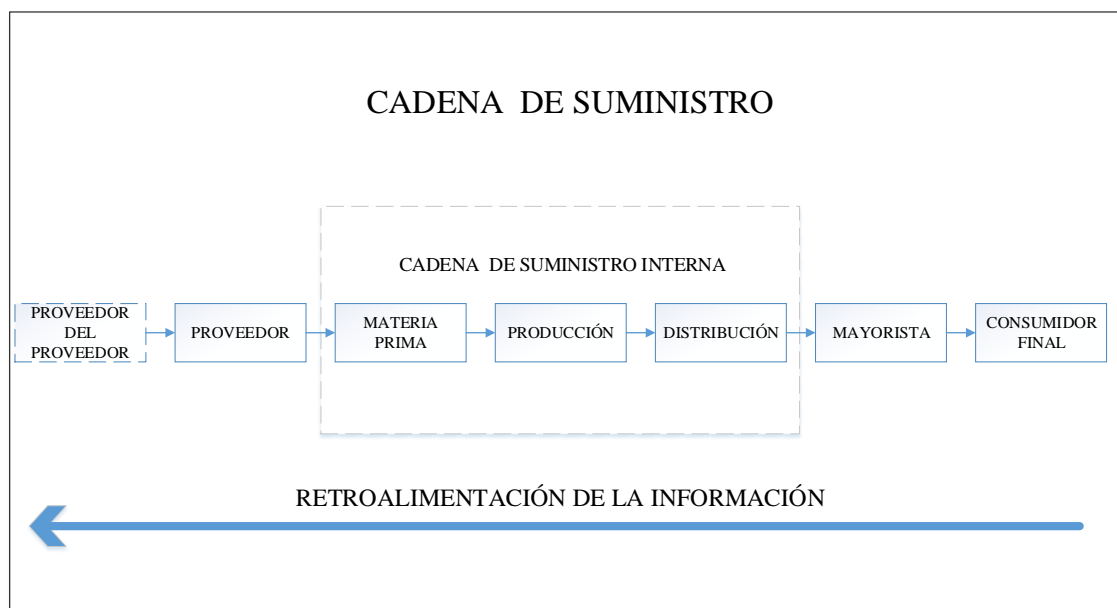 CADENA DE SUMINISTRO
CADENA DE SUMINISTRO INTERNA
PROVEEDOR
DEL
PROVEEDOR
PROVEEDOR
MATERIA
PRIMA
PRODUCCIÓN
DISTRIBUCIÓN
MAYORISTA
CONSUMIDOR
FINAL
RETROALIMENTACIÓN DE LA INFORMACIÓN